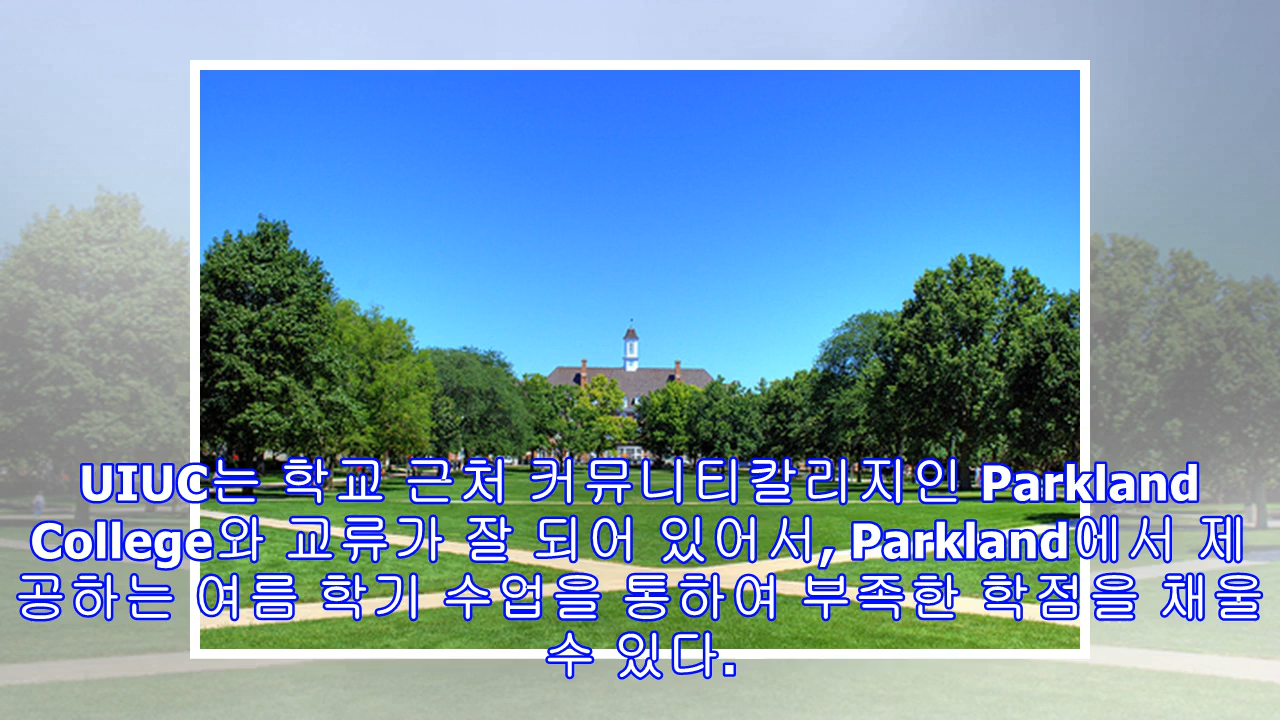 UIUC는 학교 근처 커뮤니티칼리지인 Parkland
College와 교류가 잘 되어 있어서, Parkland에서 제
공하는 여름 학기 수업을 통하여 부족한 학점을 채울
수 있다.